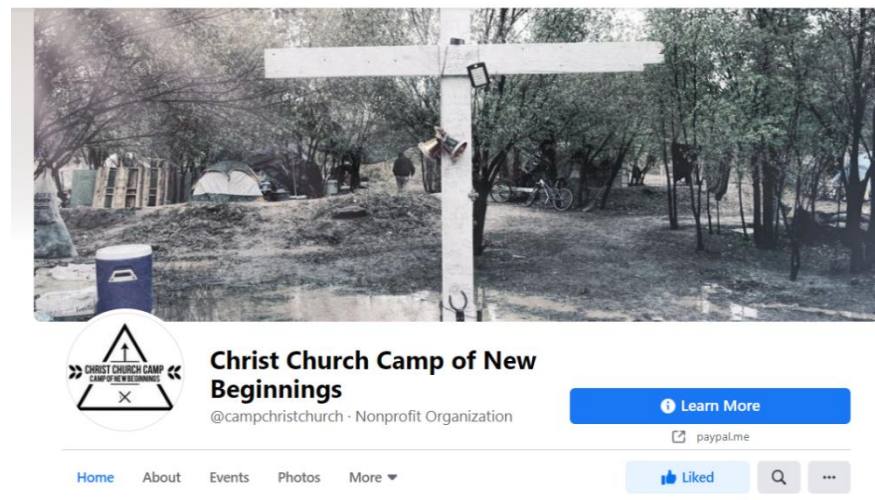 CHRIST CHURCH CAMP
CAMP OF NEW BEGINNINGS
Christ Church Camp of New
Beginnings
@campchristchurch · Nonprofit Organization
Learn More
paypal.me
Home About Events Photos More
Liked